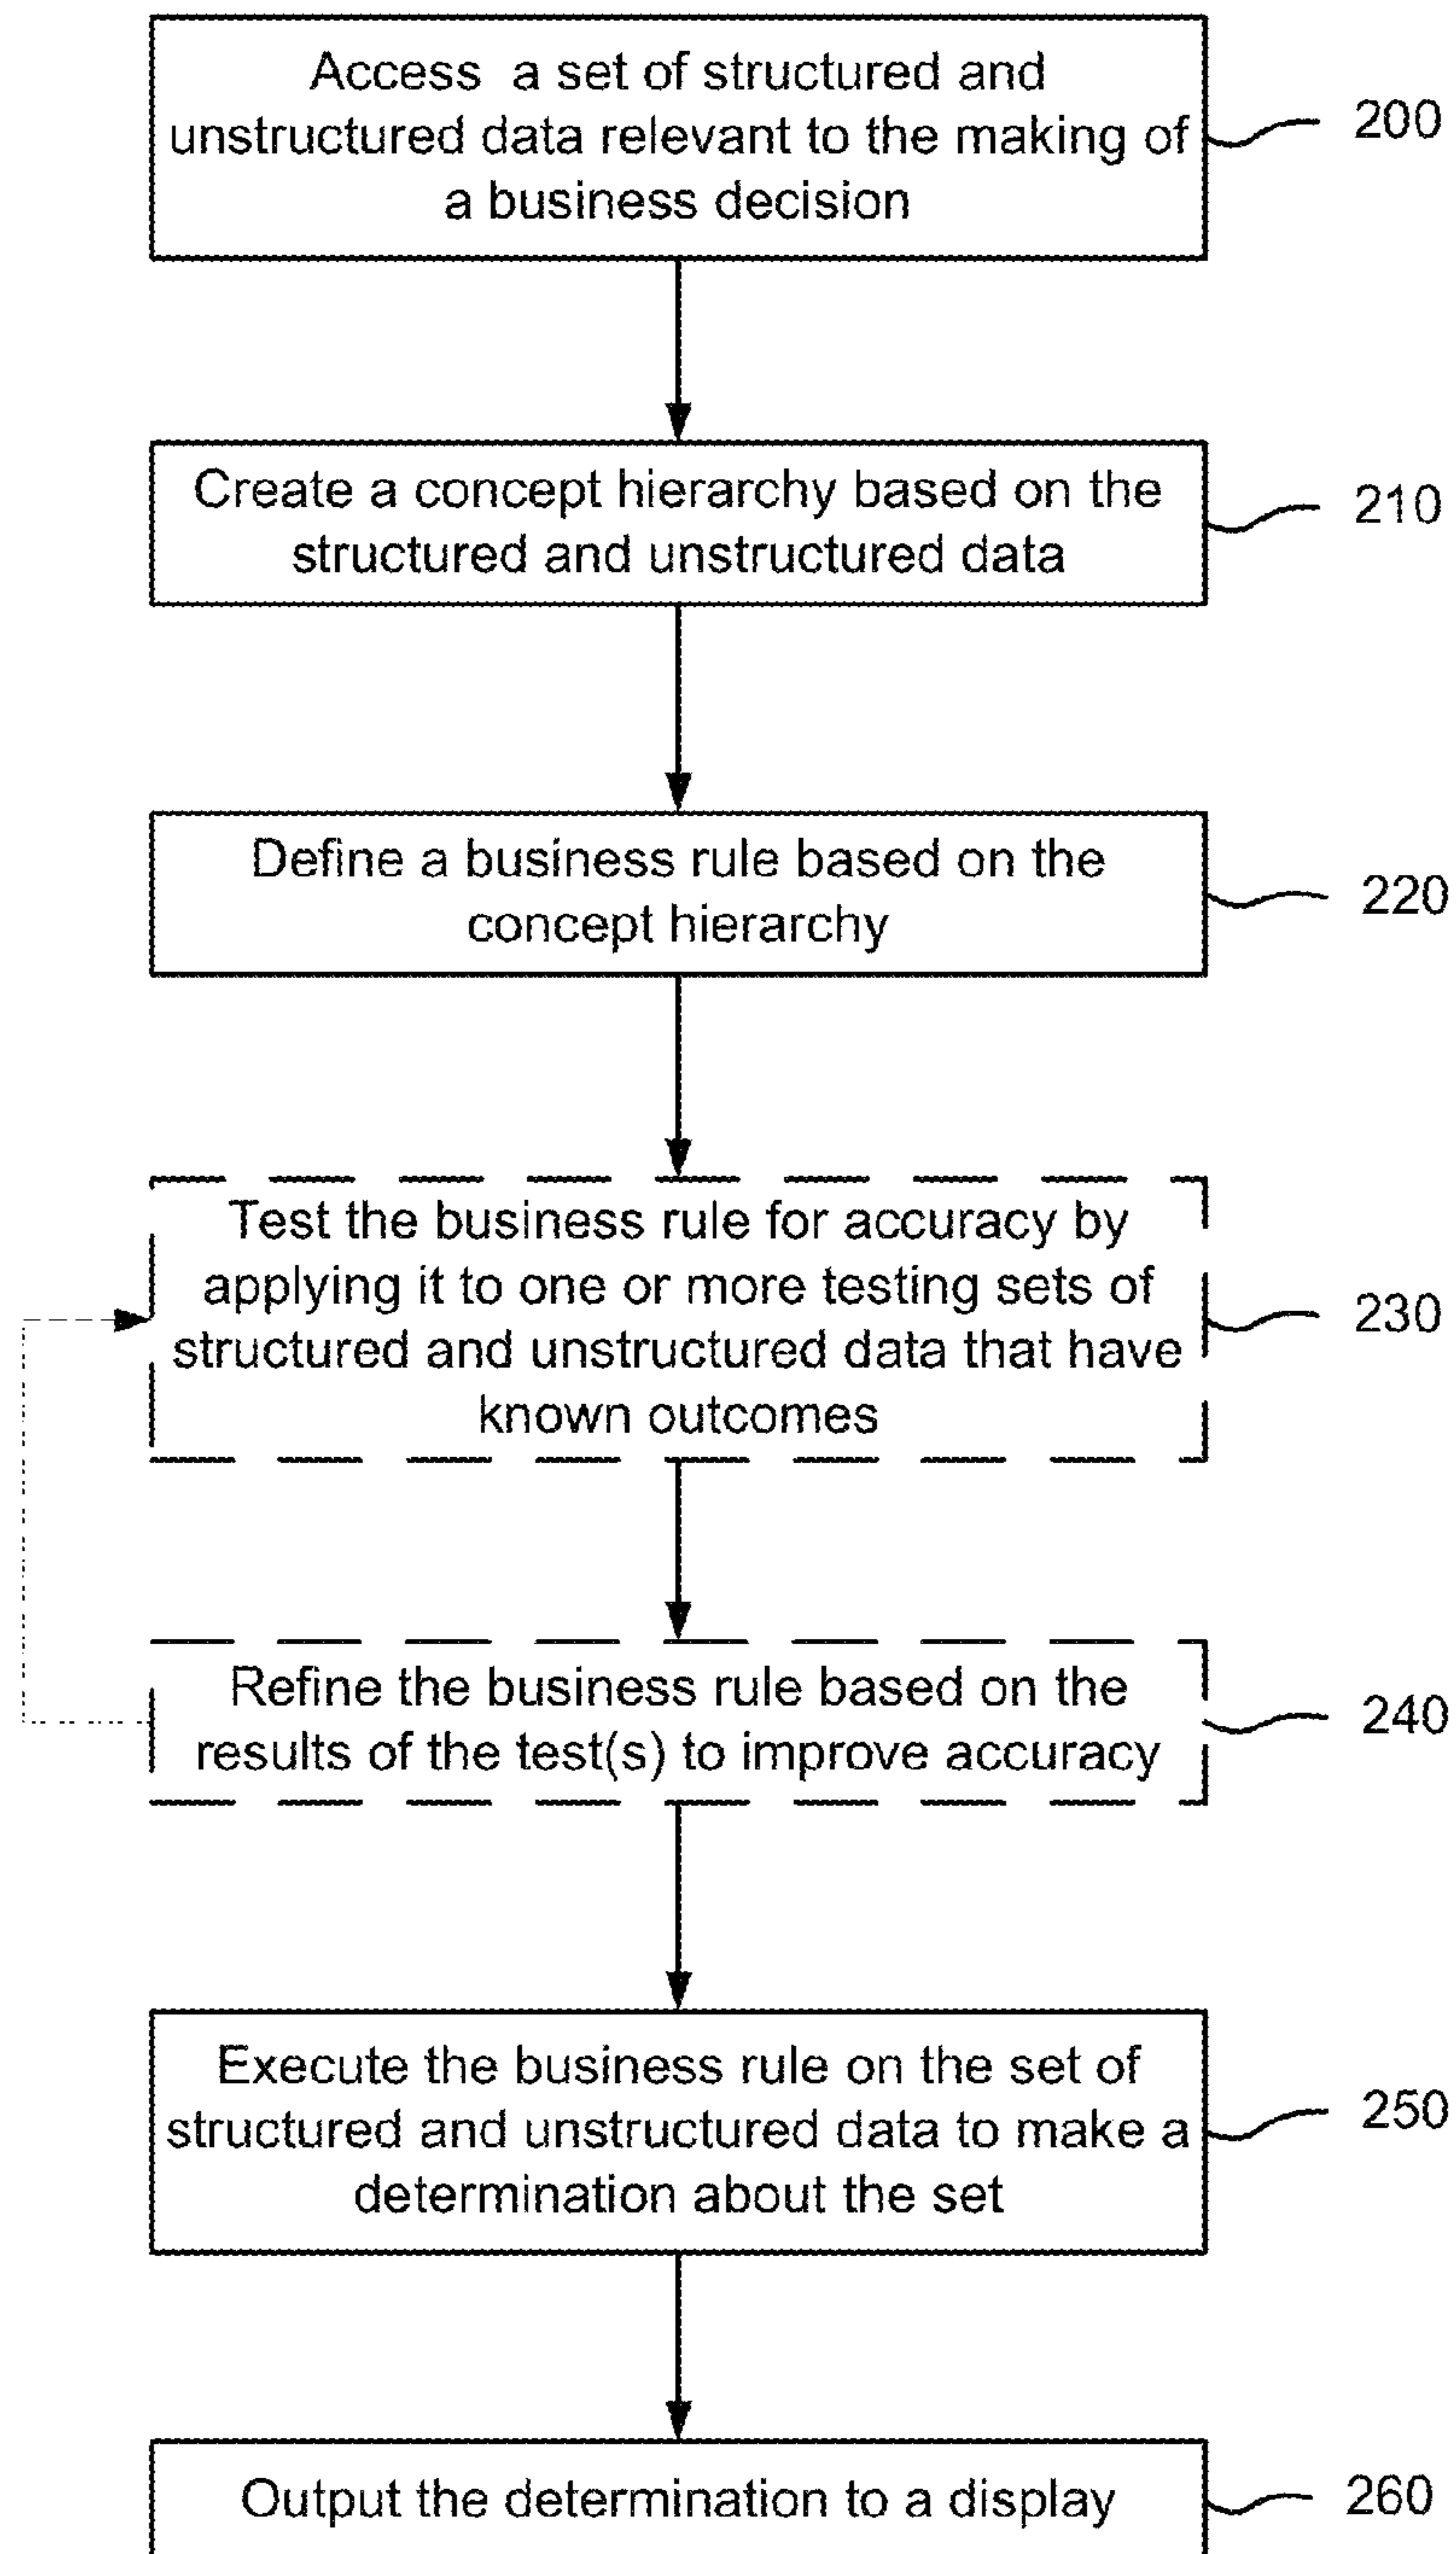 Access a set of structured and
unstructured data relevant to the making of
a business decision
200
Create a concept hierarchy based on the
structured and unstructured data
210
Define a business rule based on the
concept hierarchy
220
Test the business rule for accuracy by
applying it to one or more testing sets of
structured and unstructured data that have
known outcomes
230
Refine the business rule based on the
results of the test(s) to improve accuracy
240
Execute the business rule on the set of
structured and unstructured data to make a
determination about the set
250
Output the determination to a display
260